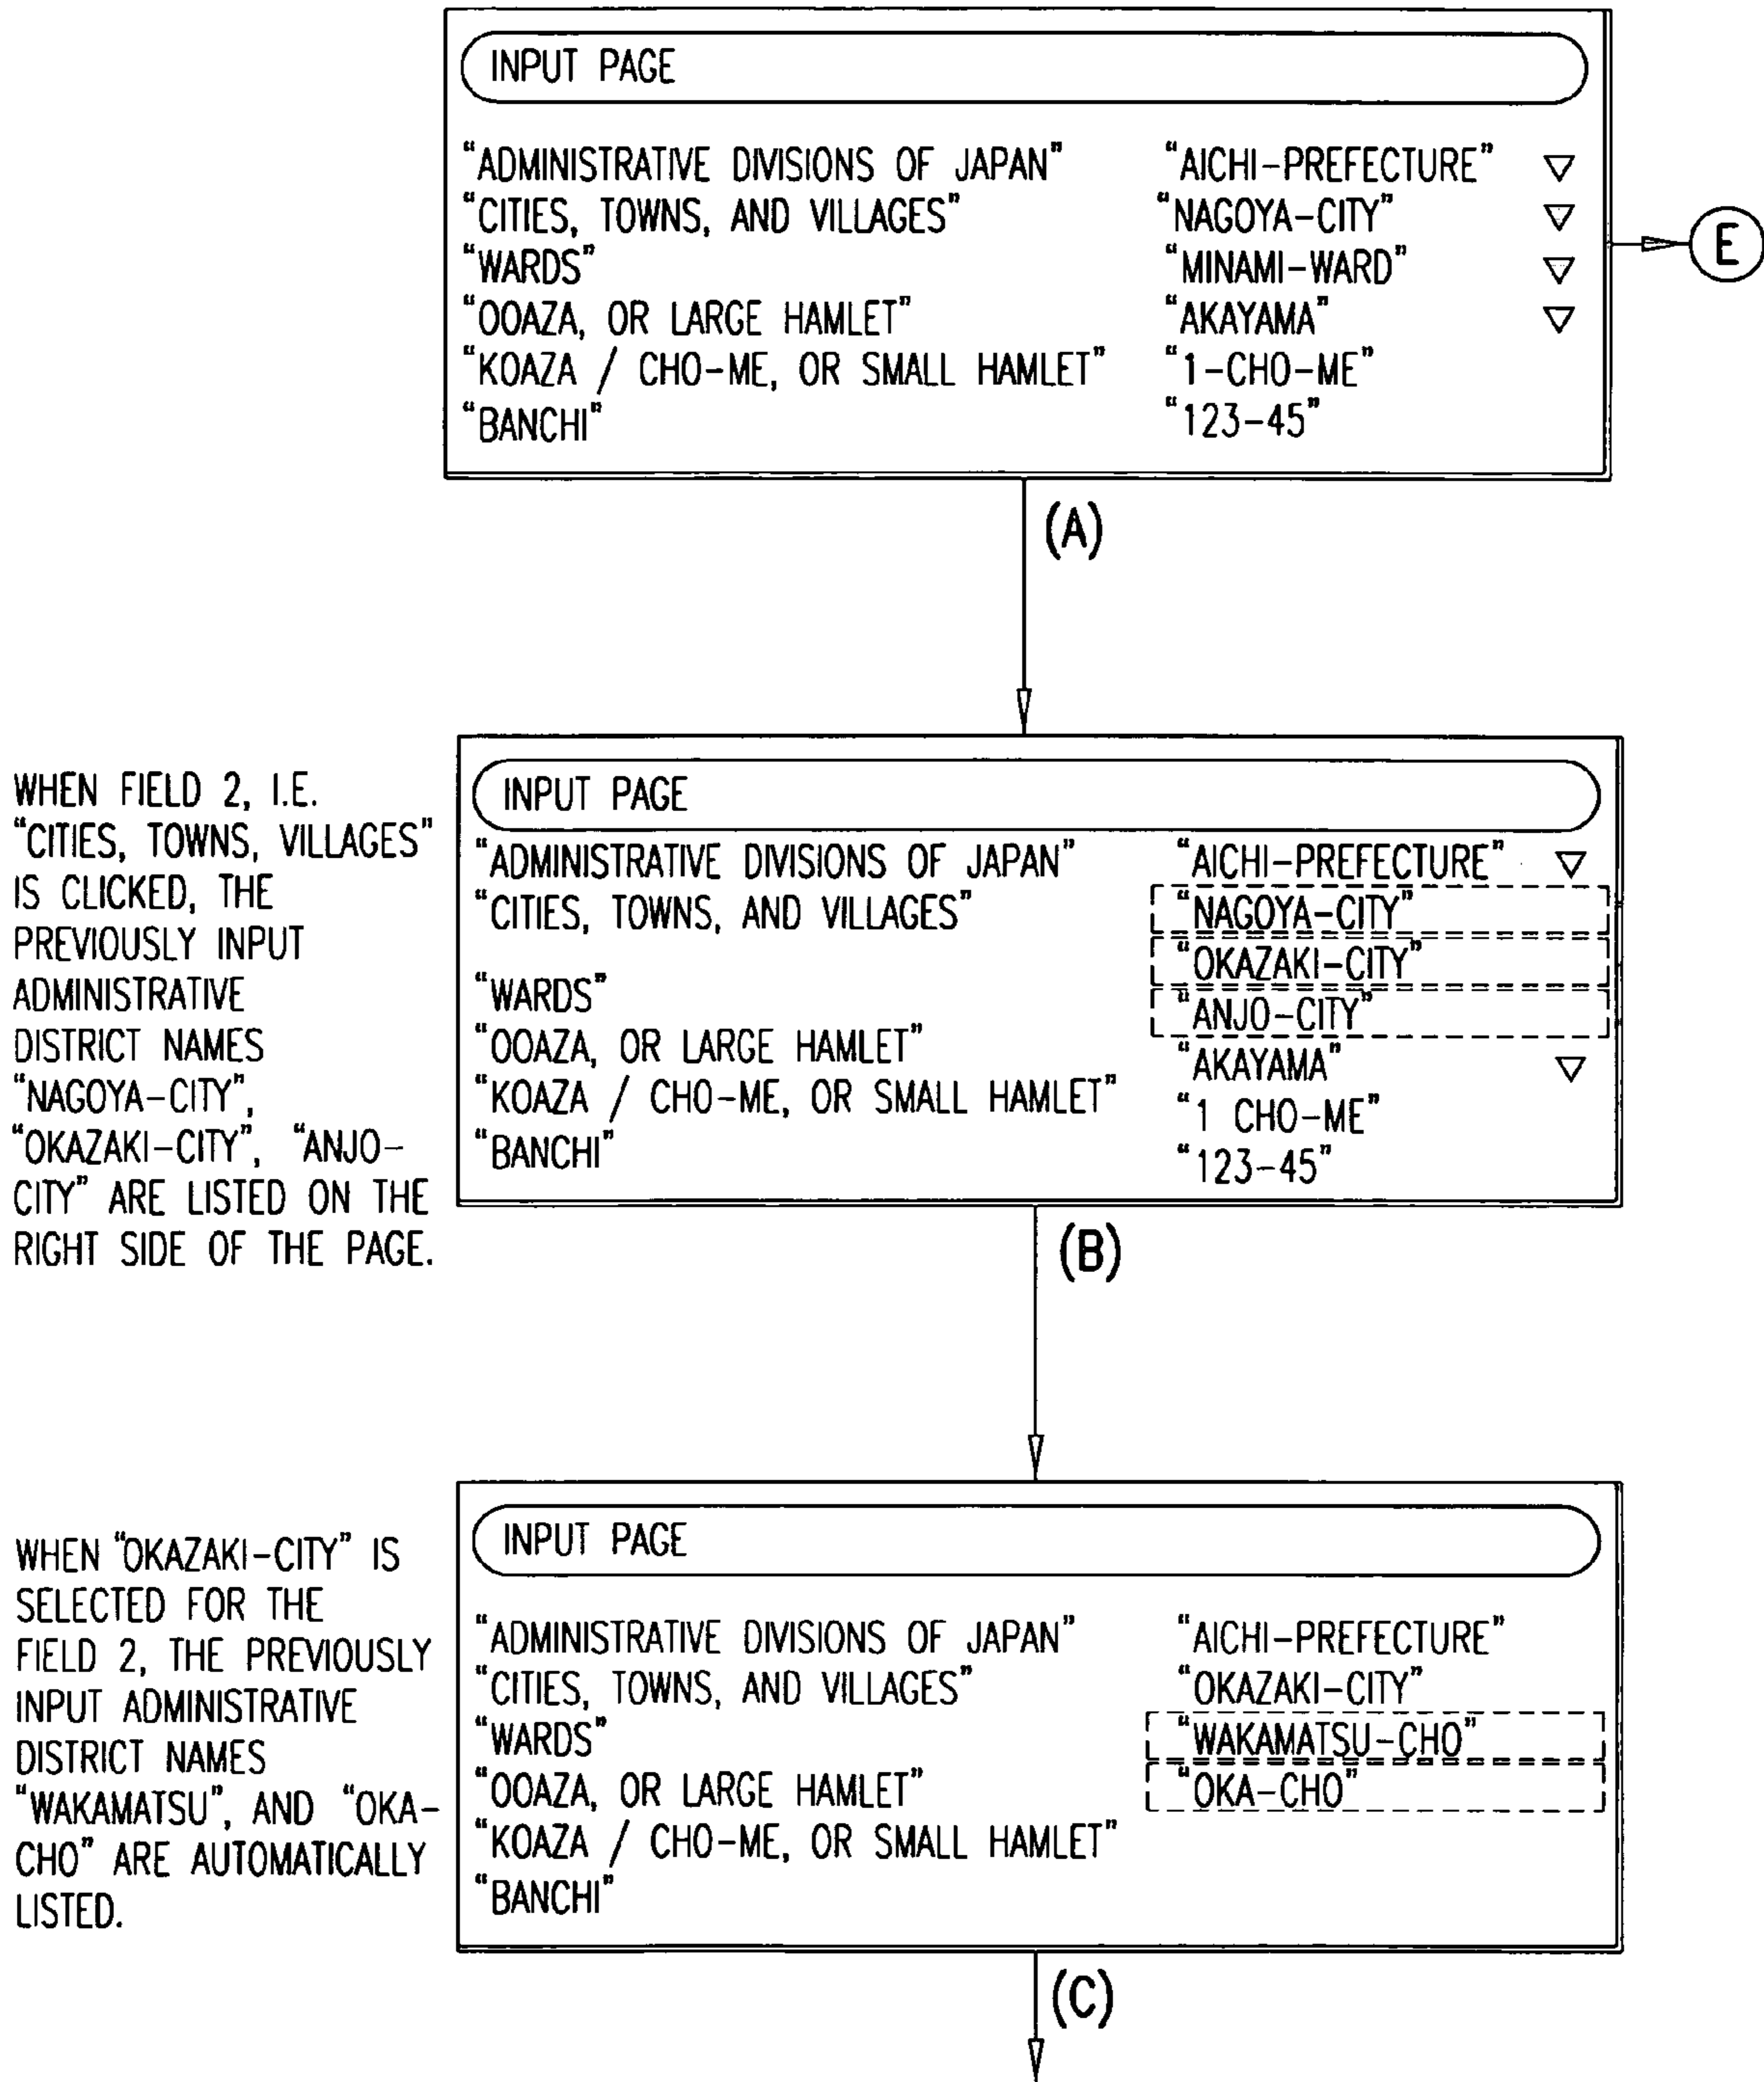 INPUT PAGE
“ADMINISTRATIVE DIVISIONS OF JAPAN” “AICHI-PREFECTURE” ▽
“CITIES, TOWNS, AND VILLAGES” “NAGOYA-CITY” ▽
“WARDS” “MINAMI-WARD” ▽
“OOAZA, OR LARGE HAMLET” “AKAYAMA” ▽
“KOAZA / CHO-ME, OR SMALL HAMLET” “1-CHO-ME”
“BANCHI” “123-45”
E
(A)
WHEN FIELD 2, I.E.
“CITIES, TOWNS, VILLAGES”
IS CLICKED, THE
PREVIOUSLY INPUT
ADMINISTRATIVE
DISTRICT NAMES
“NAGOYA-CITY”,
“OKAZAKI-CITY”, “ANJO-
CITY” ARE LISTED ON THE
RIGHT SIDE OF THE PAGE.
INPUT PAGE
“ADMINISTRATIVE DIVISIONS OF JAPAN” “AICHI-PREFECTURE” ▽
“CITIES, TOWNS, AND VILLAGES” “NAGOYA-CITY”
“OKAZAKI-CITY”
“WARDS” “ANJO-CITY”
“OOAZA, OR LARGE HAMLET” “AKAYAMA” ▽
“KOAZA / CHO-ME, OR SMALL HAMLET” “1 CHO-ME”
“BANCHI” “123-45”
(B)
WHEN “OKAZAKI-CITY” IS
SELECTED FOR THE
FIELD 2, THE PREVIOUSLY
INPUT ADMINISTRATIVE
DISTRICT NAMES
“WAKAMATSU”, AND “OKA-
CHO” ARE AUTOMATICALLY
LISTED.
INPUT PAGE
“ADMINISTRATIVE DIVISIONS OF JAPAN” “AICHI-PREFECTURE”
“CITIES, TOWNS, AND VILLAGES” “OKAZAKI-CITY”
“WARDS” “WAKAMATSU-CHO”
“OOAZA, OR LARGE HAMLET” “OKA-CHO”
“KOAZA / CHO-ME, OR SMALL HAMLET”
“BANCHI”
(C)